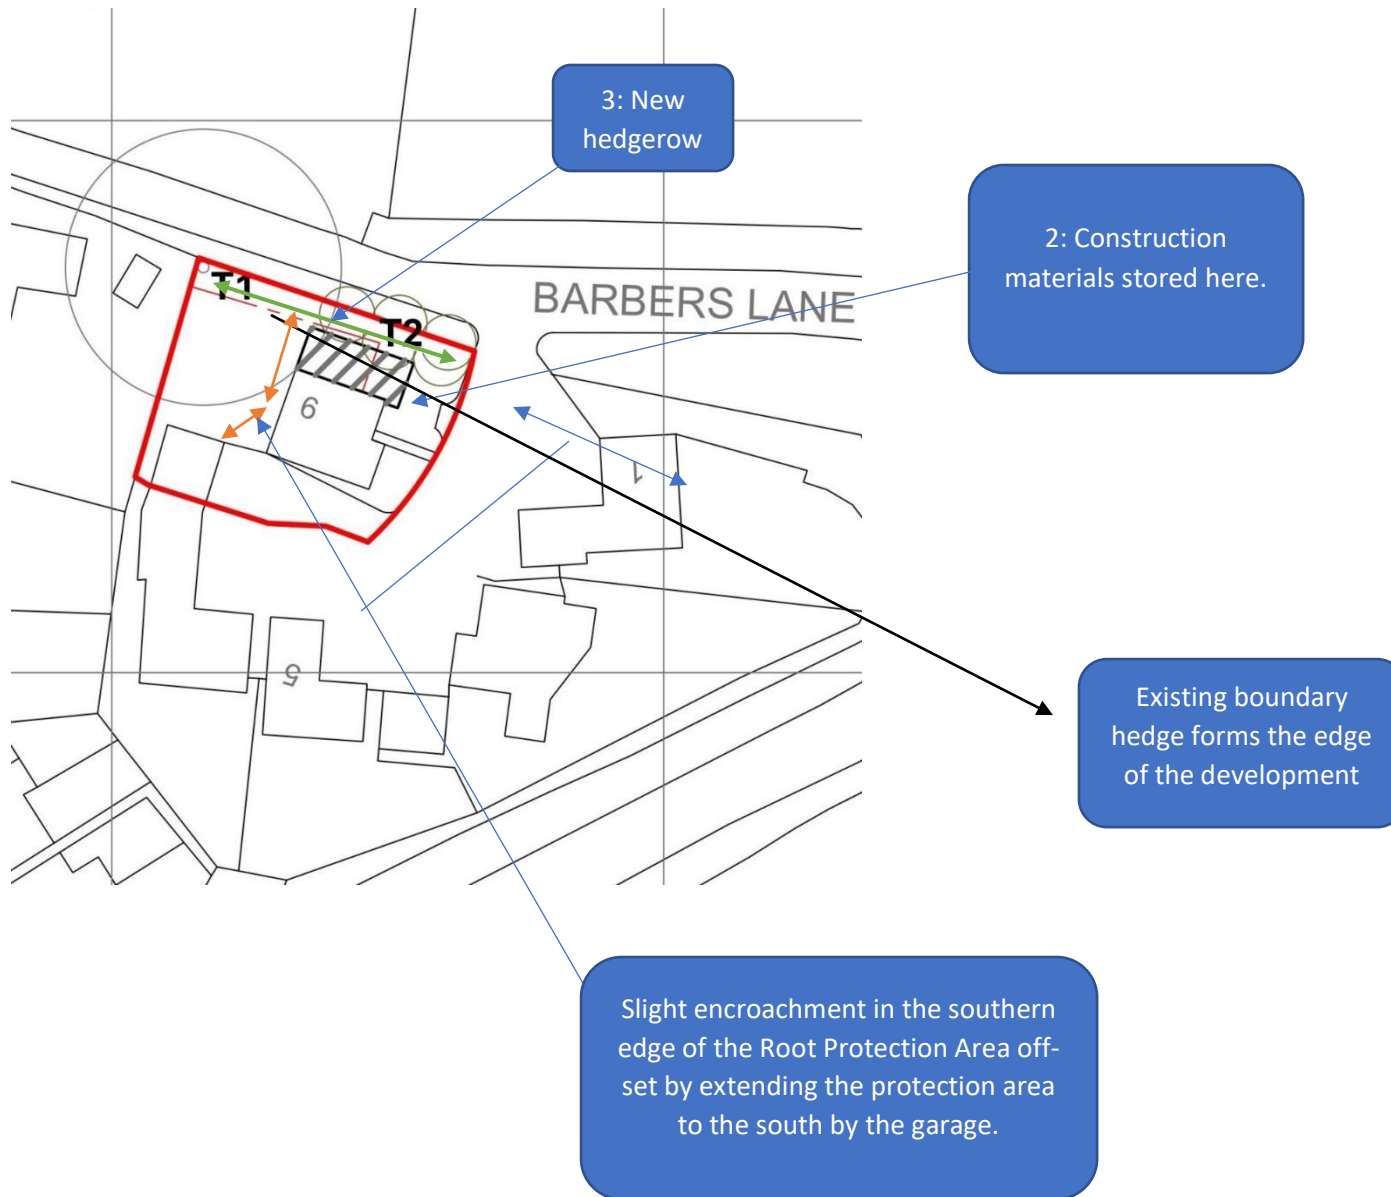 3: New
hedgerow
2: Construction
materials stored here.
T1
BARBERS LANE
T2
6
1
5
Existing boundary
hedge forms the edge
of the development
Slight encroachment in the southern
edge of the Root Protection Area off-
set by extending the protection area
to the south by the garage.